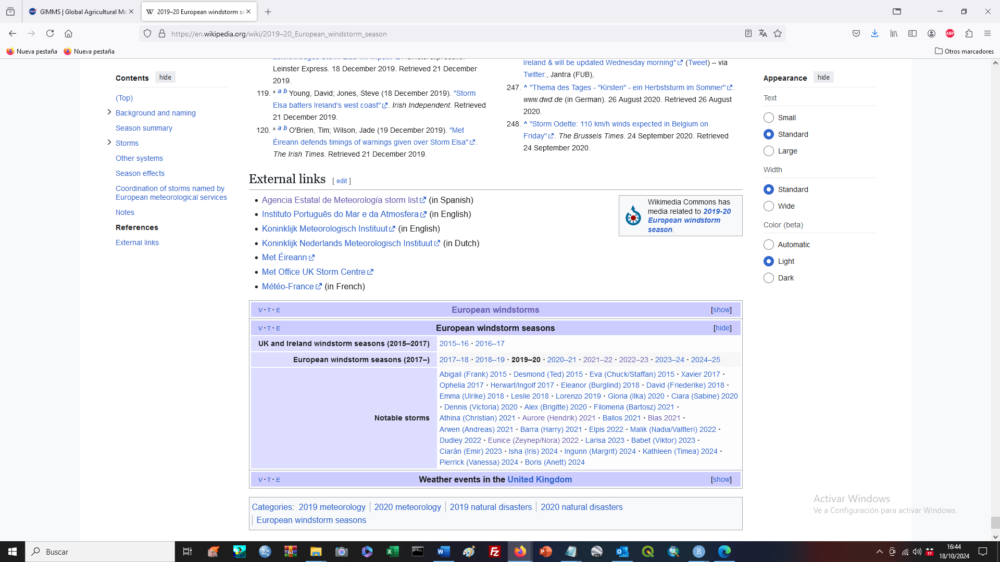 GIMMS | Global Agricultural Mo
2019–20 European windstorm se
https://en.wikipedia.org/wiki/2019–20_European_windstorm_season
ABP
Nueva pestaña
Nueva pestaña
Otros marcadores
Contents
hide
(Top)
Background and naming
Season summary
Storms
Other systems
Season effects
Coordination of storms named by
European meteorological services
Notes
References
External links
Leinster Express. 18 December 2019. Retrieved 21 December
2019.
119. ^ a b Young, David; Jones, Steve (18 December 2019). "Storm
Elsa batters Ireland's west coast". Irish Independent. Retrieved
21 December 2019.
120. ^ a b O'Brien, Tim; Wilson, Jade (19 December 2019). "Met
Éireann defends timings of warnings given over Storm Elsa".
The Irish Times. Retrieved 21 December 2019.
Ireland & will be updated Wednesday morning" (Tweet) – via
Twitter., Jantra (FUB),
247. ^ "Thema des Tages - "Kirsten" - ein Herbststurm im Sommer".
www.dwd.de (in German). 26 August 2020. Retrieved 26 August
2020.
248. ^ "Storm Odette: 110 km/h winds expected in Belgium on
Friday". The Brussels Times. 24 September 2020. Retrieved
24 September 2020.
External links [ edit ]
• Agencia Estatal de Meteorología storm list (in Spanish)
• Instituto Português do Mar e da Atmosfera (in English)
• Koninklijk Meteorologisch Instituut (in English)
• Koninklijk Nederlands Meteorologisch Instituut (in Dutch)
• Met Éireann
• Met Office UK Storm Centre
• Météo-France (in French)
Wikimedia Commons has
media related to 2019-20
European windstorm
season.
V · T · E European windstorms [show]
V · T · E European windstorm seasons [hide]
UK and Ireland windstorm seasons (2015–2017) 2015–16 · 2016–17
European windstorm seasons (2017–) 2017–18 · 2018–19 · 2019–20 · 2020–21 · 2021–22 · 2022–23 · 2023–24 · 2024–25
Notable storms
Abigail (Frank) 2015 · Desmond (Ted) 2015 · Eva (Chuck/Staffan) 2015 · Xavier 2017 ·
Ophelia 2017 · Herwart/Ingolf 2017 · Eleanor (Burglind) 2018 · David (Friederike) 2018 ·
Emma (Ulrike) 2018 · Leslie 2018 · Lorenzo 2019 · Gloria (Ilka) 2020 · Ciara (Sabine) 2020
· Dennis (Victoria) 2020 · Alex (Brigitte) 2020 · Filomena (Bartosz) 2021 ·
Athina (Christian) 2021 · Aurore (Hendrik) 2021 · Ballos 2021 · Blas 2021 ·
Arwen (Andreas) 2021 · Barra (Harry) 2021 · Elpis 2022 · Malik (Nadia/Valtteri) 2022 ·
Dudley 2022 · Eunice (Zeynep/Nora) 2022 · Larisa 2023 · Babet (Viktor) 2023 ·
Ciarán (Emir) 2023 · Isha (Iris) 2024 · Ingunn (Margrit) 2024 · Kathleen (Timea) 2024 ·
Pierrick (Vanessa) 2024 · Boris (Anett) 2024
V · T · E Weather events in the United Kingdom [show]
Categories: 2019 meteorology | 2020 meteorology | 2019 natural disasters | 2020 natural disasters
| European windstorm seasons
Appearance
hide
Text
Small
Standard
Large
Width
Standard
Wide
Color (beta)
Automatic
Light
Dark
Activar Windows
Ve a Configuración para activar Windows.
Buscar
17
16:44
18/10/2024